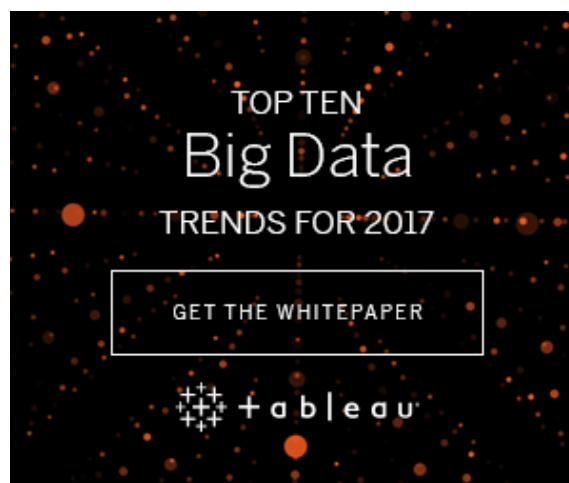 TOP TEN
Big Data
TRENDS FOR 2017
GET THE WHITEPAPER
+ableau